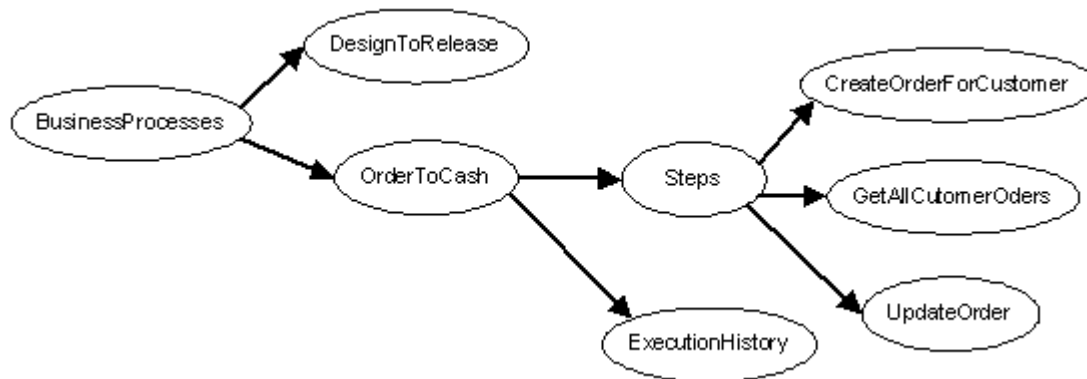 DesignToRelease
CreateOrderForCustomer
BusinessProcesses
OrderToCash
Steps
GetAllCutomerOders
UpdateOrder
ExecutionHistory